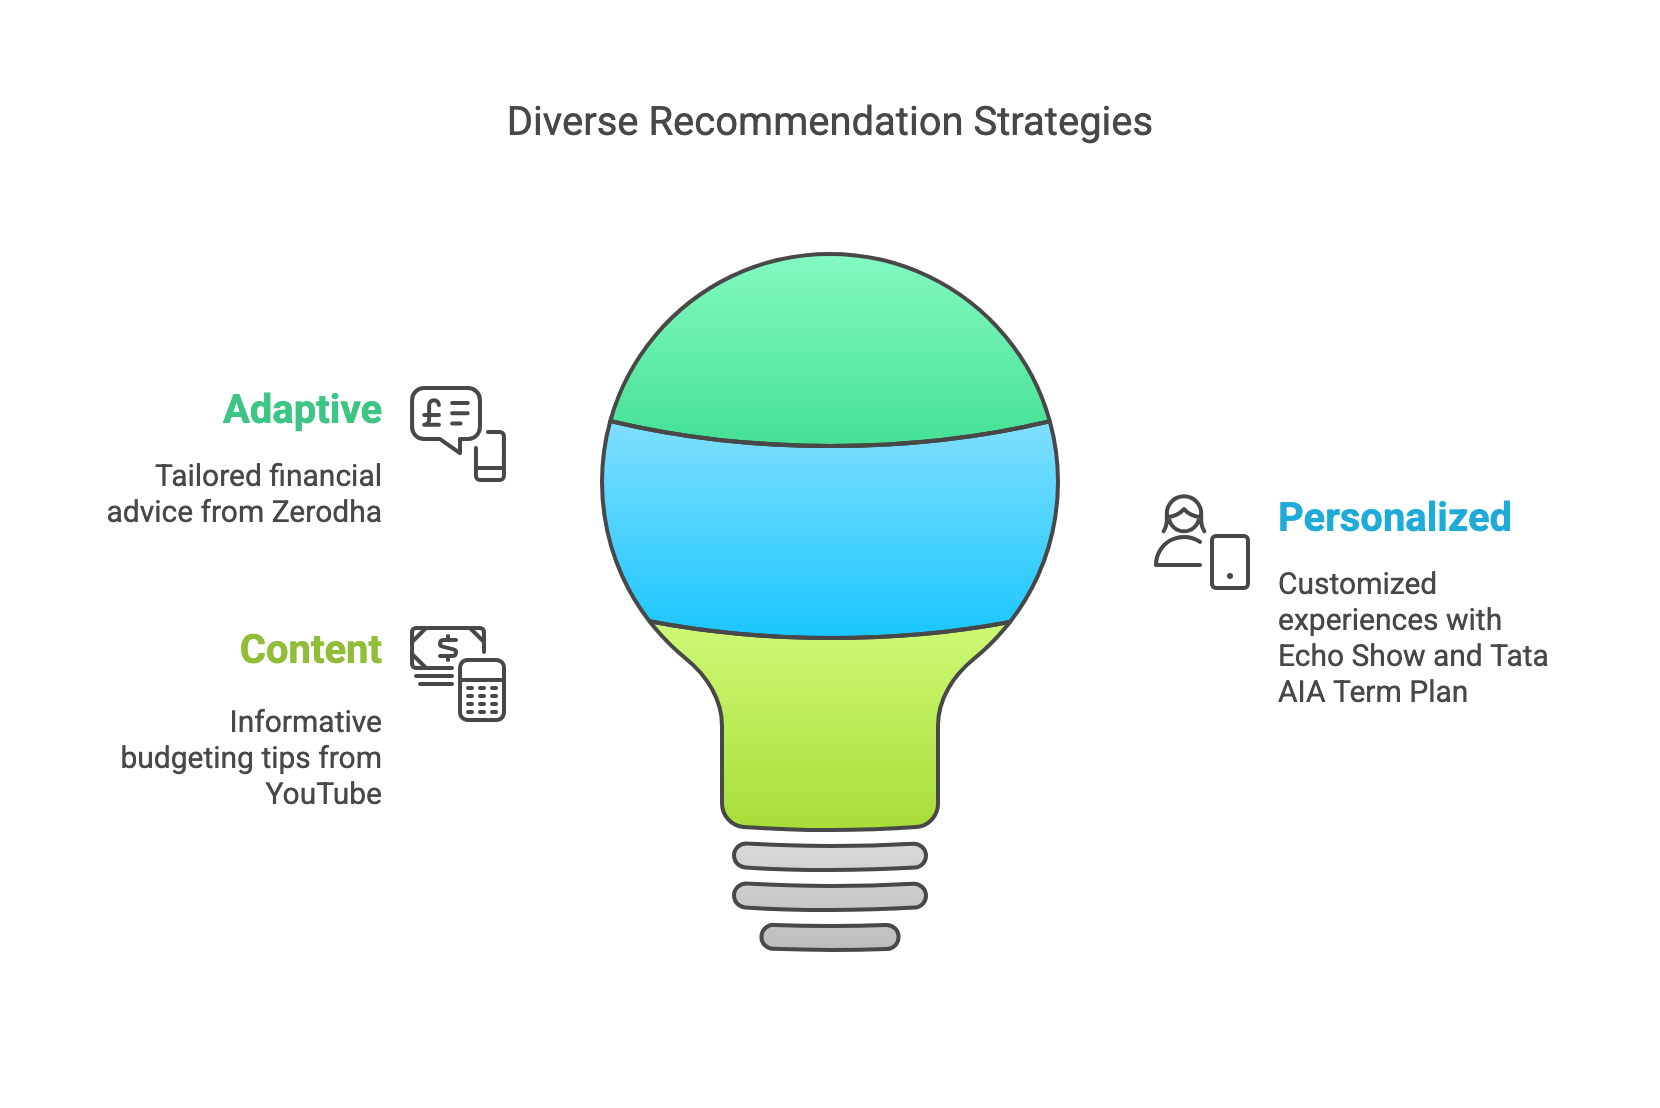 Diverse Recommendation Strategies
Adaptive
Tailored financial
advice from Zerodha
Personalized
Customized
experiences with
Echo Show and Tata
AIA Term Plan
Content
Informative
budgeting tips from
YouTube